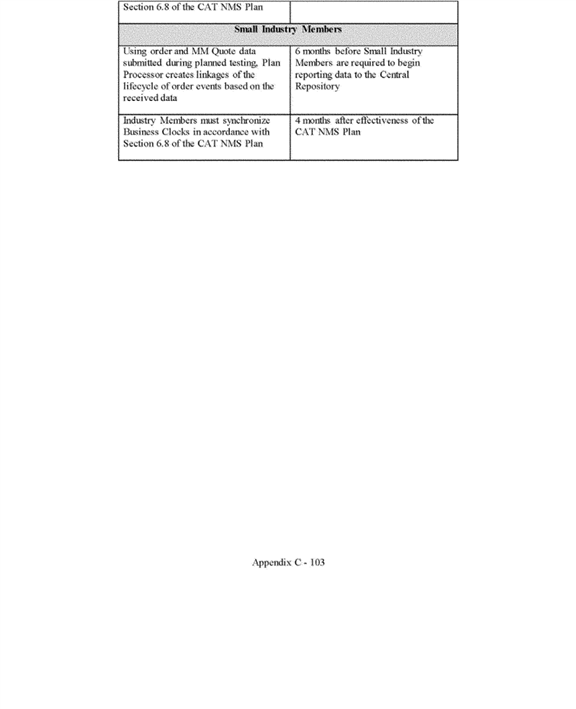 Section 6.8 of the CAT NMS Plan
Small Industry Members
Using order and MM Quote data
submitted during planned testing, Plan
Processor creates linkages of the
lifecycle of order events based on the
received data
6 months before Small Industry
Members are required to begin
reporting data to the Central
Repository
Industry Members must synchronize
Business Clocks in accordance with
Section 6.8 of the CAT NMS Plan
4 months after effectiveness of the
CAT NMS Plan
Appendix C - 103